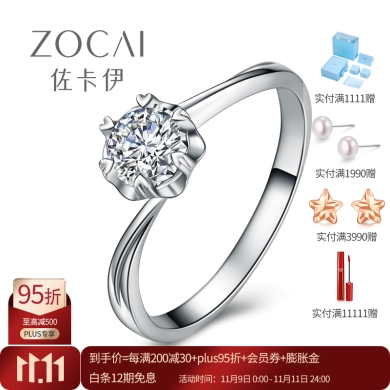 ZOCAI
佐卡伊
实付满1111赠
实付满1990赠
实付满3990赠
实付满11111赠
95折
至高减500
PLUS专享
11.11
到手价=每满200减30+plus95折+会员券+膨胀金
白条12期免息
活动时间：11月9日 0:00 - 11月11日 24:00